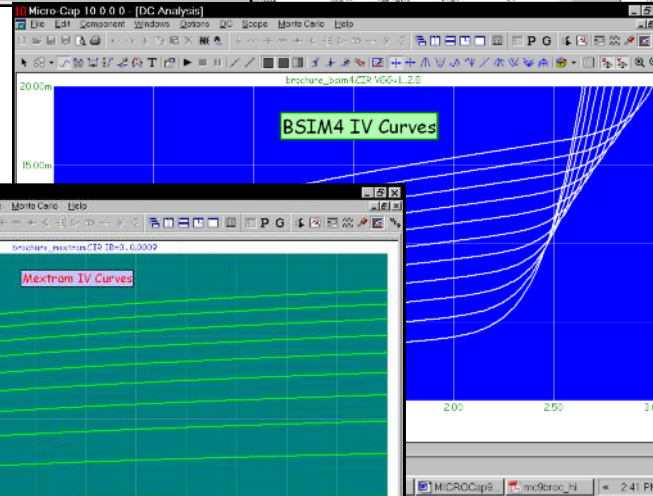 Micro-Cap 10.0.0.0 - [DC Analysis]
File Edit Component Windows Options DC Scope Monte Carlo Help
T P G
brochure_bsim4.CIR VGG=1..2.8
20.00m
BSIM4 IV Curves
15.00m
Monte Carlo Help
P G
brochure_mextram.CIR IB=0..0.0009
Mextram IV Curves
2.00 2.50
MICROCap9... mc9broc_hi « 2:41 PM